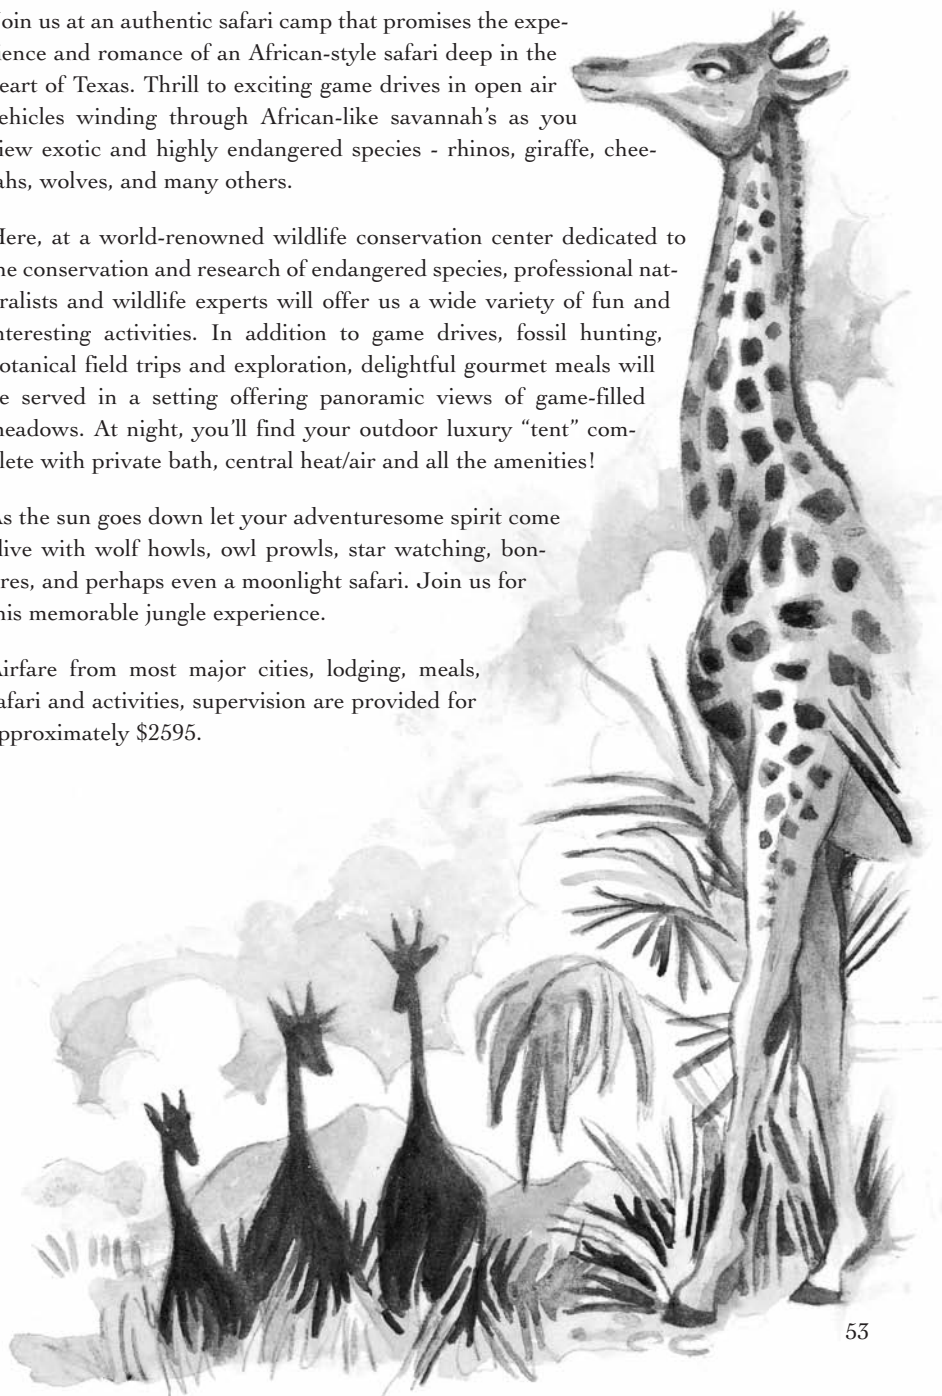 Join us at an authentic safari camp that promises the expe-
ience and romance of an African-style safari deep in the
eart of Texas. Thrill to exciting game drives in open air
ehicles winding through African-like savannah's as you
iew exotic and highly endangered species - rhinos, giraffe, chee-
ahs, wolves, and many others.
Here, at a world-renowned wildlife conservation center dedicated to
he conservation and research of endangered species, professional nat-
ralists and wildlife experts will offer us a wide variety of fun and
nteresting activities. In addition to game drives, fossil hunting,
otanical field trips and exploration, delightful gourmet meals will
e served in a setting offering panoramic views of game-filled
meadows. At night, you'll find your outdoor luxury “tent” com-
lete with private bath, central heat/air and all the amenities!
As the sun goes down let your adventuresome spirit come
live with wolf howls, owl prowls, star watching, bon-
res, and perhaps even a moonlight safari. Join us for
his memorable jungle experience.
Airfare from most major cities, lodging, meals,
afari and activities, supervision are provided for
pproximately $2595.
53